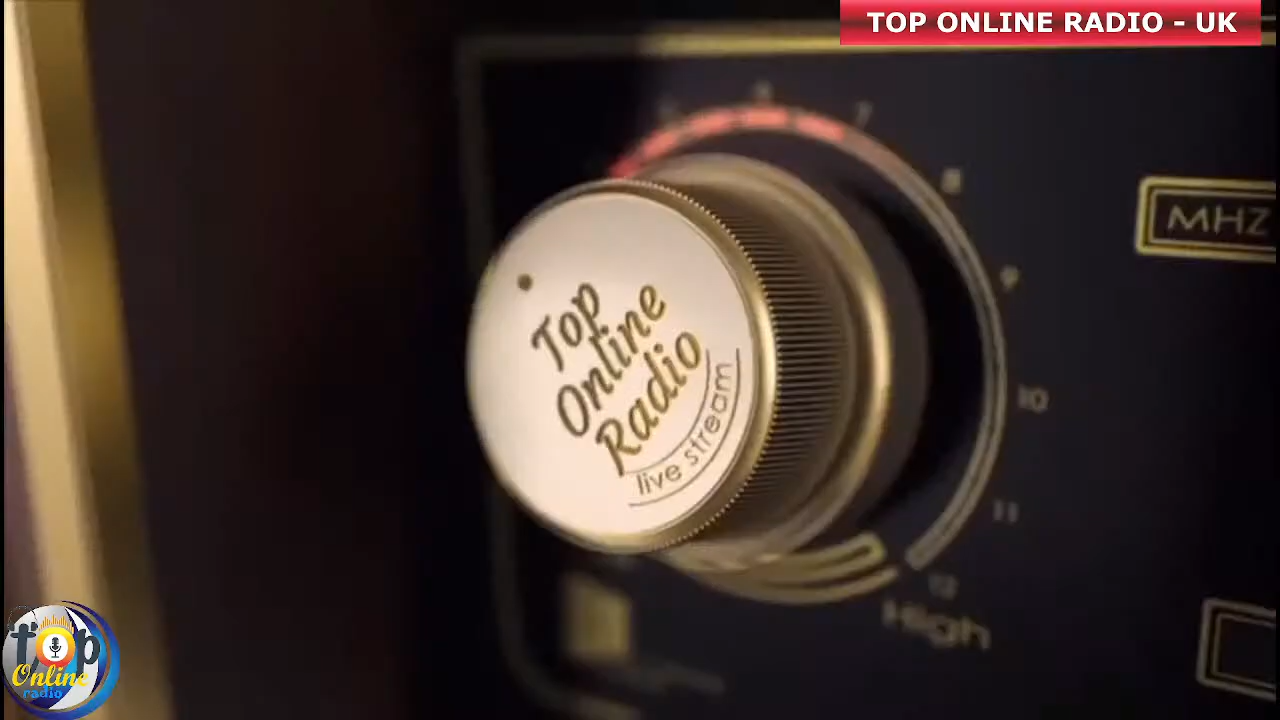 TOP ONLINE RADIO - UK
7
8
MHZ
9
10
11
12
High
Top
Online
Radio
live stream
top
Online
radio